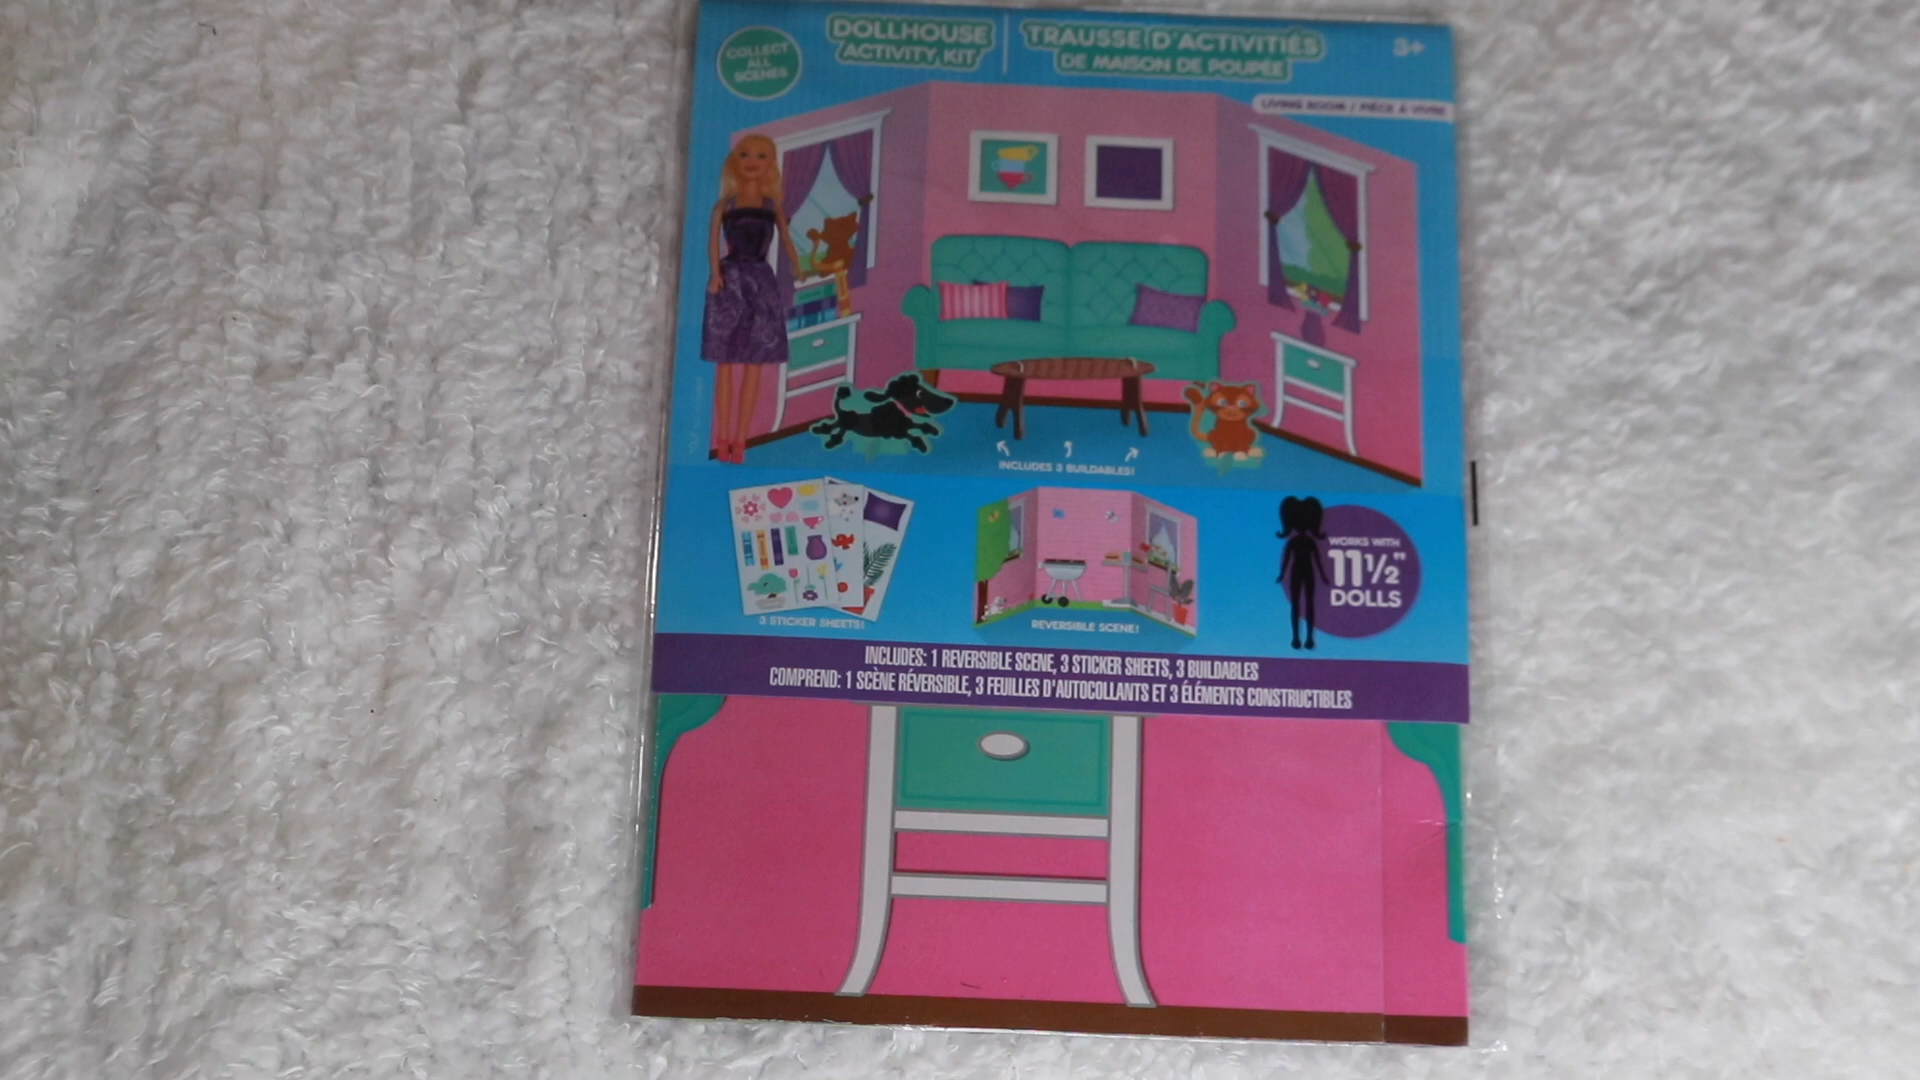 COLLECT
ALL
SCENES
DOLLHOUSE
ACTIVITY KIT
TRAUSSE D'ACTIVITIÉS
DE MAISON DE POUPÉE
3+
LIVING ROOM / PIÈCE À VIVRE
INCLUDES 3 BUILDABLES!
3 STICKER SHEETS!
REVERSIBLE SCENE!
WORKS WITH
11 1/2"
DOLLS
INCLUDES: 1 REVERSIBLE SCENE, 3 STICKER SHEETS, 3 BUILDABLES
COMPREND: 1 SCÈNE RÉVERSIBLE, 3 FEUILLES D'AUTOCOLLANTS ET 3 ÉLÉMENTS CONSTRUCTIBLES